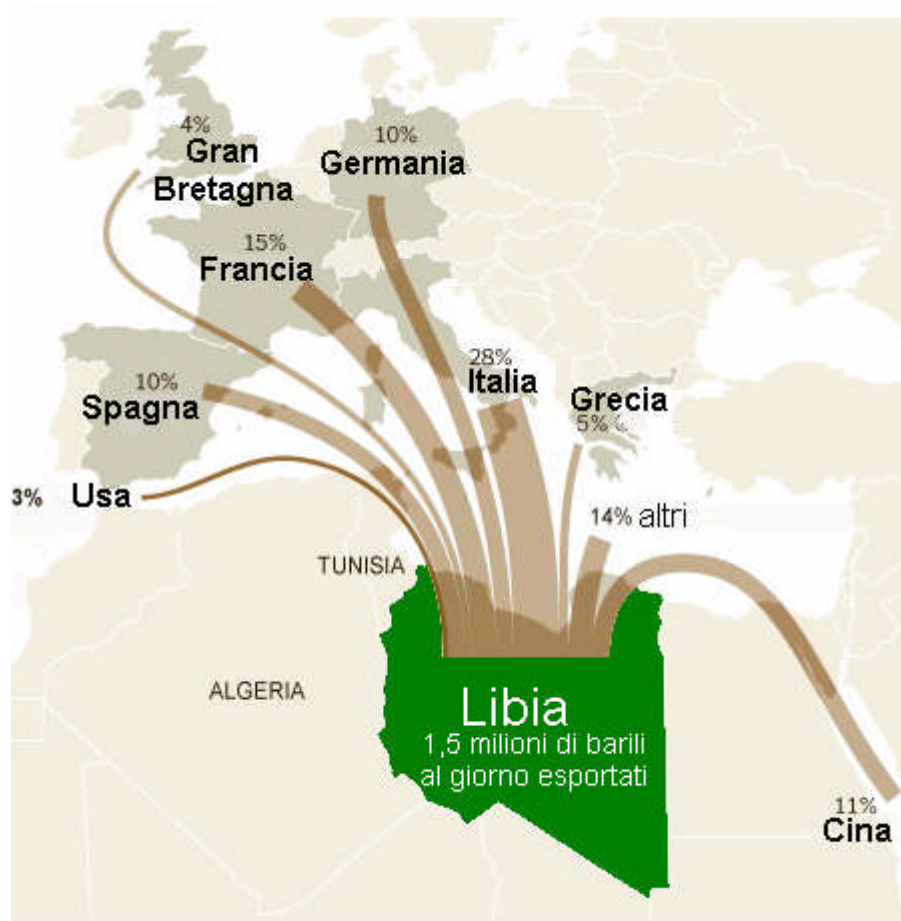 4%
Gran
Bretagna
10%
Germania
15%
Francia
28%
Italia
10%
Spagna
Grecia
5%
3% Usa
14% altri
TUNISIA
ALGERIA
Libia
1,5 milioni di barili
al giorno esportati
11%
Cina